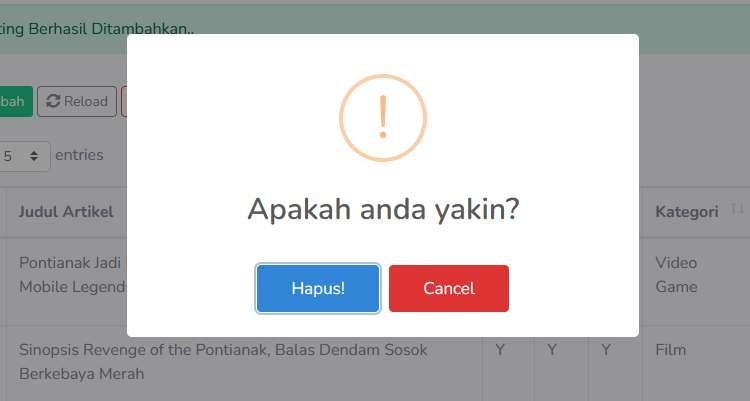 ting Berhasil Ditambahkan..
bah Reload
5 entries
Judul Artikel Kategori
Pontianak Jadi
Mobile Legend
Video
Game
!
Apakah anda yakin?
Hapus! Cancel
Sinopsis Revenge of the Pontianak, Balas Dendam Sosok
Berkebaya Merah
Y Y Y Film